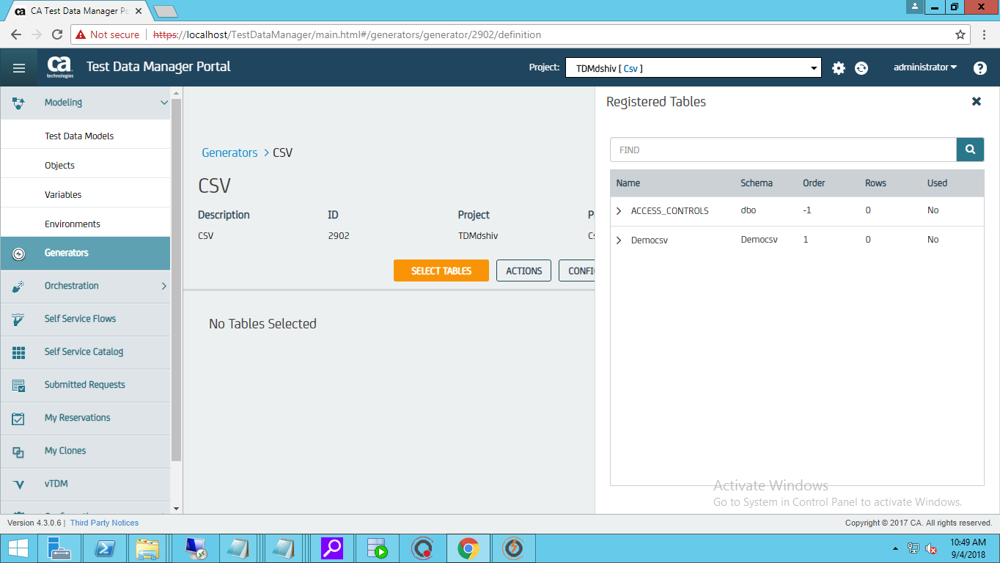 CA Test Data Manager Po
Not secure
https://localhost/TestDataManager/main.html#/generators/generator/2902/definition
ca
technologies
Test Data Manager Portal
Project:
TDMdshiv [ Csv ]
administrator
?
Modeling
Test Data Models
Objects
Variables
Environments
Generators
Orchestration
Self Service Flows
Self Service Catalog
Submitted Requests
My Reservations
My Clones
vTDM
Generators > CSV
CSV
Description ID Project P
CSV 2902 TDMdshiv Cs
SELECT TABLES ACTIONS CONFI
No Tables Selected
Registered Tables
FIND
Name Schema Order Rows Used
ACCESS_CONTROLS dbo -1 0 No
Democsv Democsv 1 0 No
Activate Windows
Go to System in Control Panel to activate Windows.
Version 4.3.0.6 | Third Party Notices
Copyright © 2017 CA. All rights reserved.
10:49 AM
9/4/2018